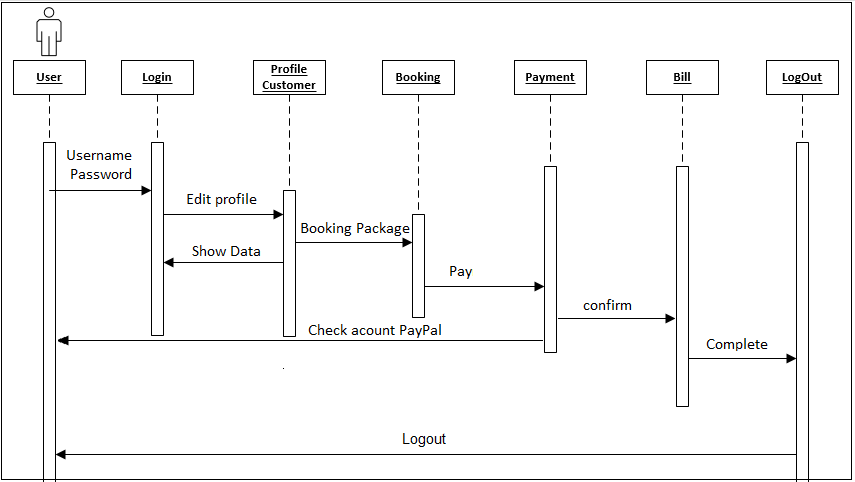 User
Login
Profile
Customer
Booking
Payment
Bill
LogOut
Username
Password
Edit profile
Booking Package
Show Data
Pay
confirm
Check acount PayPal
Complete
Logout